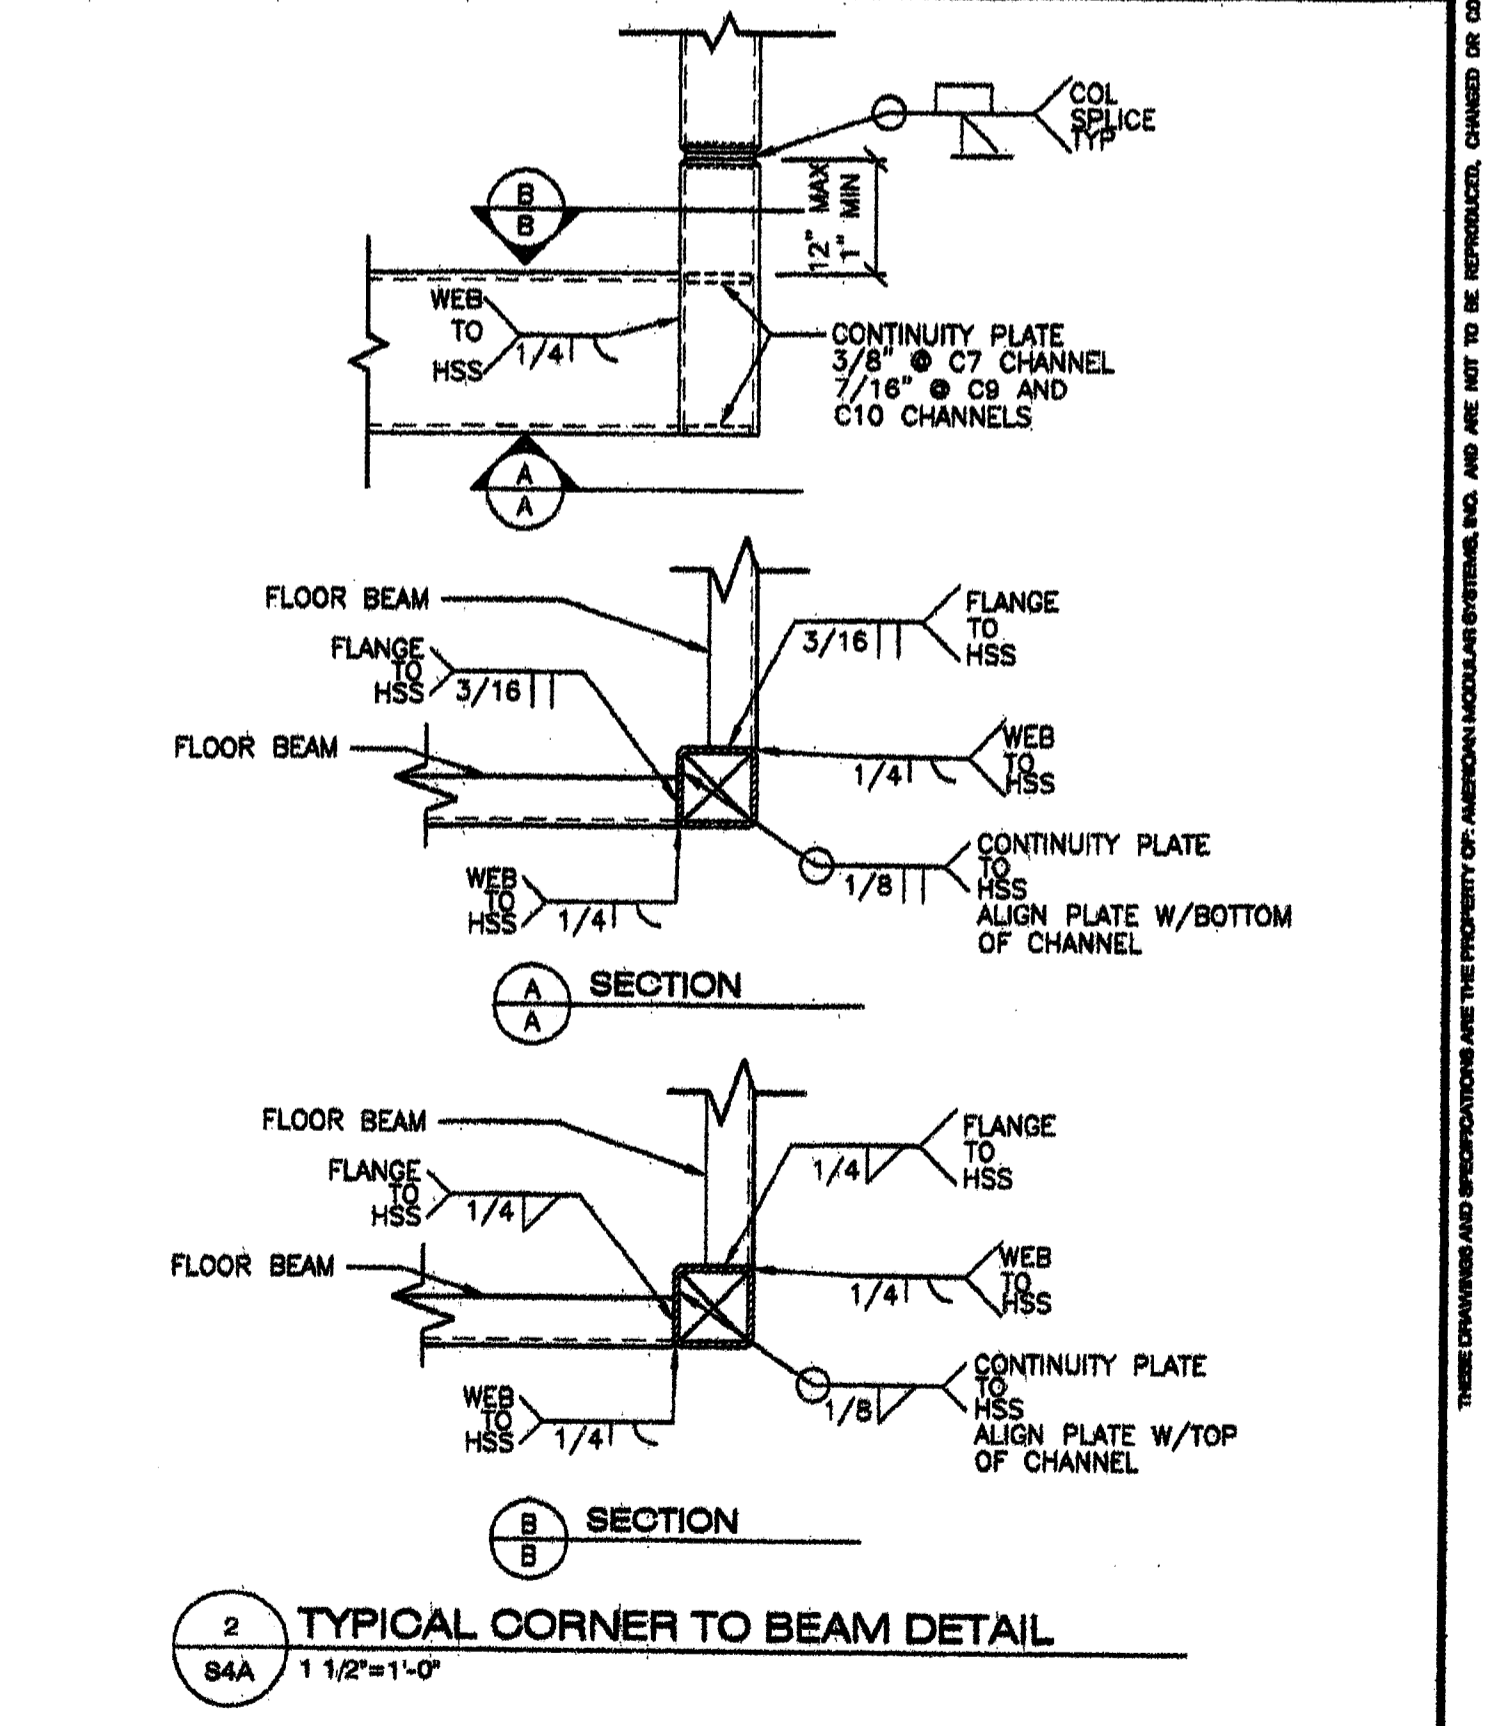 COL
SPLICE
TYP
B
B
12" MAX
1" MIN
WEB
TO
HSS
1/4
CONTINUITY PLATE
3/8" @ C7 CHANNEL
7/16" @ C9 AND
C10 CHANNELS
A
A
FLOOR BEAM
FLANGE
TO
HSS
3/16
3/16
FLANGE
TO
HSS
FLOOR BEAM
WEB
TO
HSS
1/4
WEB
TO
HSS
1/4
1/8
CONTINUITY PLATE
TO
HSS
ALIGN PLATE W/BOTTOM
OF CHANNEL
A
A
SECTION
FLOOR BEAM
FLANGE
TO
HSS
1/4
1/4
FLANGE
TO
HSS
FLOOR BEAM
WEB
TO
HSS
1/4
WEB
TO
HSS
1/4
1/8
CONTINUITY PLATE
TO
HSS
ALIGN PLATE W/TOP
OF CHANNEL
B
B
SECTION
2
S4A
TYPICAL CORNER TO BEAM DETAIL
1 1/2"=1'-0"
THESE DRAWINGS AND SPECIFICATIONS ARE THE PROPERTY OF: AMERICAN MODULAR SYSTEMS, INC. AND ARE NOT TO BE REPRODUCED, CHANGED OR CO